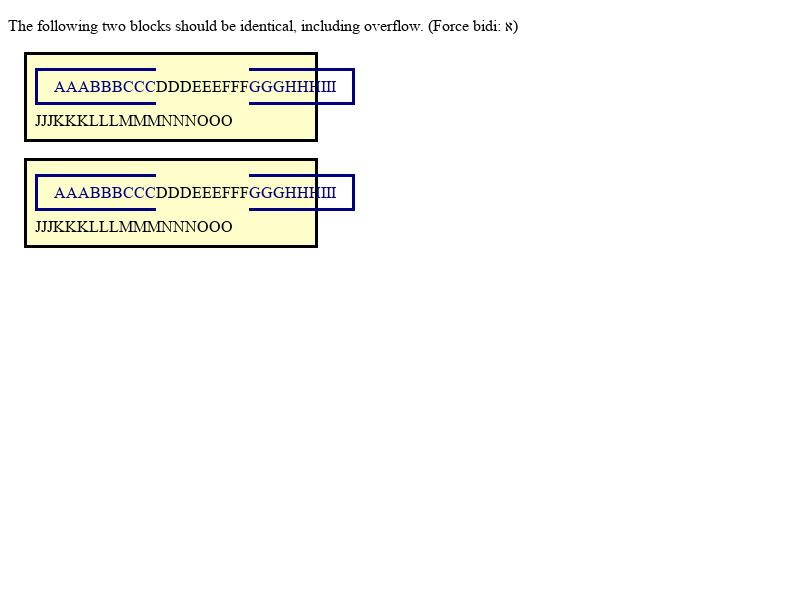 The following two blocks should be identical, including overflow. (Force bidi: א)
AAABBBCCCDDDEEEFFFGGGHHHIII
JJJKKKLLLMMMNNNOOO
AAABBBCCCDDDEEEFFFGGGHHHIII
JJJKKKLLLMMMNNNOOO